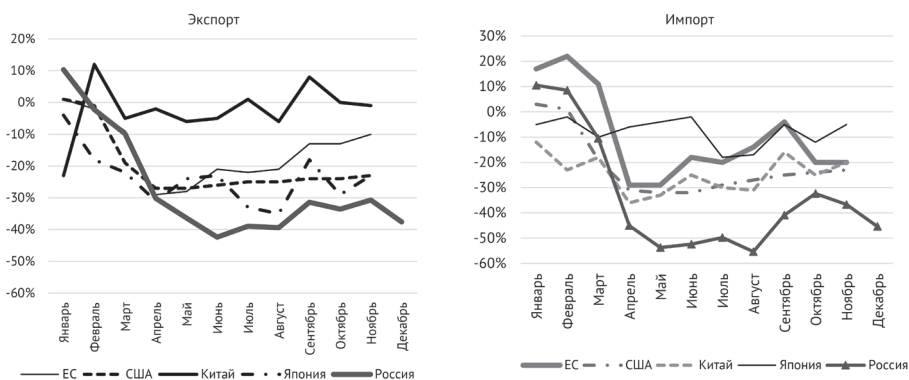 Экспорт
20%
10%
0%
-10%
-20%
-30%
-40%
-50%
-60%
Январь
Февраль
Март
Апрель
Май
Июнь
Июль
Август
Сентябрь
Октябрь
Ноябрь
Декабрь
ЕС США Китай Япония Россия
Импорт
30%
20%
10%
0%
-10%
-20%
-30%
-40%
-50%
-60%
Январь
Февраль
Март
Апрель
Май
Июнь
Июль
Август
Сентябрь
Октябрь
Ноябрь
Декабрь
ЕС США Китай Япония Россия